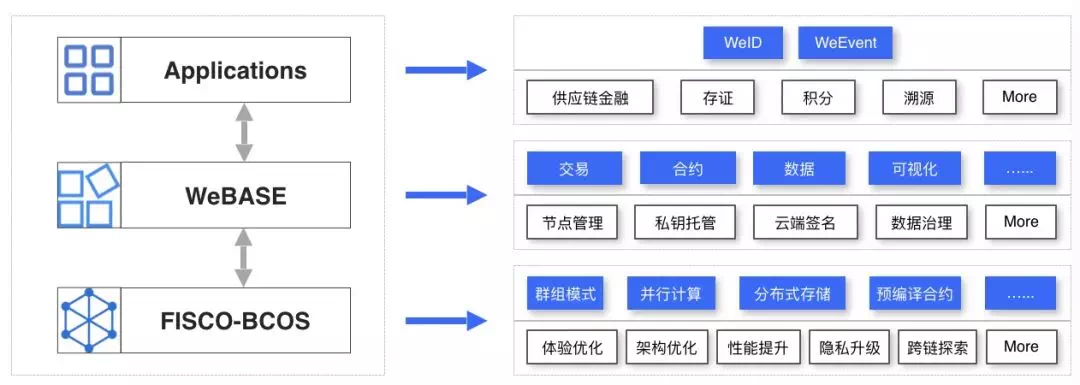 Applications
WeBASE
FISCO-BCOS
WeID WeEvent
供应链金融 存证 积分 溯源 More
交易 合约 数据 可视化 ……
节点管理 私钥托管 云端签名 数据治理 More
群组模式 并行计算 分布式存储 预编译合约 ……
体验优化 架构优化 性能提升 隐私升级 跨链探索 More